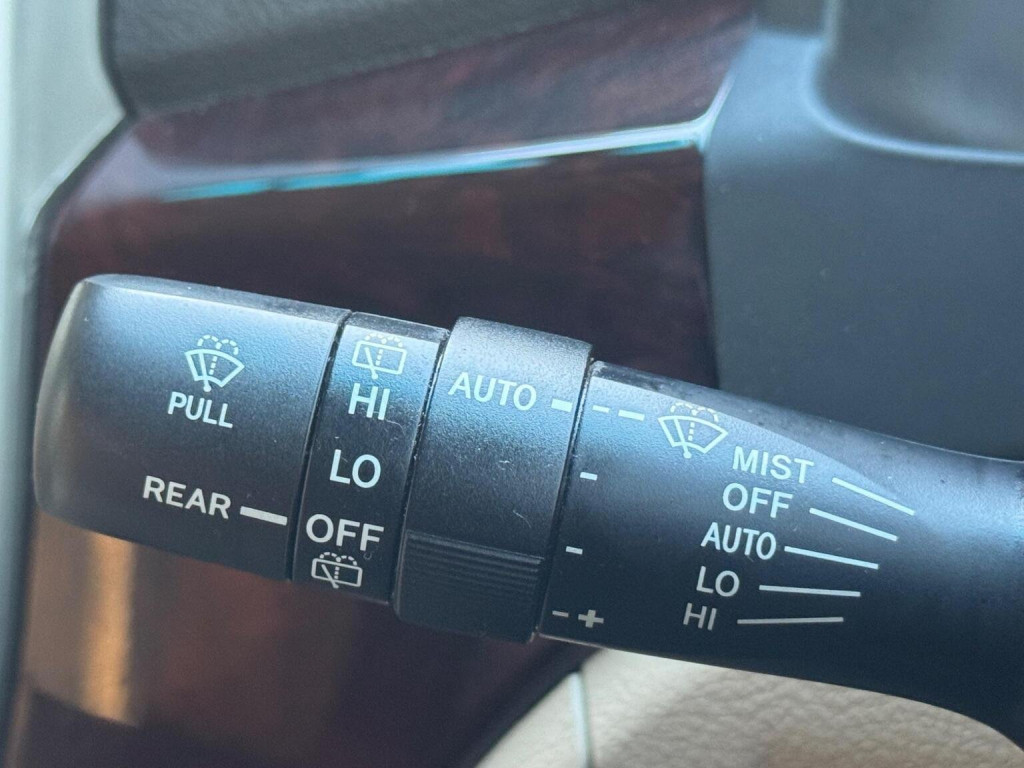 PULL
REAR
HI
LO
OFF
AUTO
- +
MIST
OFF
AUTO
LO
HI